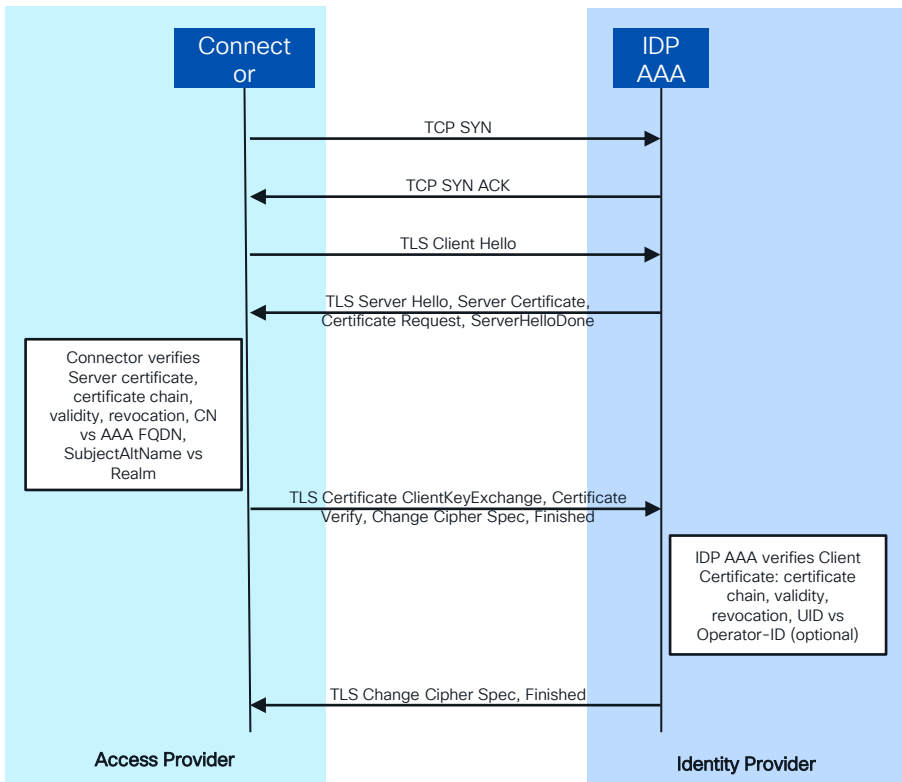 Connect
or
IDP
AAA
TCP SYN
TCP SYN ACK
TLS Client Hello
TLS Server Hello, Server Certificate,
Certificate Request, ServerHelloDone
Connector verifies
Server certificate,
certificate chain,
validity, revocation, CN
vs AAA FQDN,
SubjectAltName vs
Realm
TLS Certificate ClientKeyExchange, Certificate
Verify, Change Cipher Spec, Finished
IDP AAA verifies Client
Certificate: certificate
chain, validity,
revocation, UID vs
Operator-ID (optional)
TLS Change Cipher Spec, Finished
Access Provider
Identity Provider